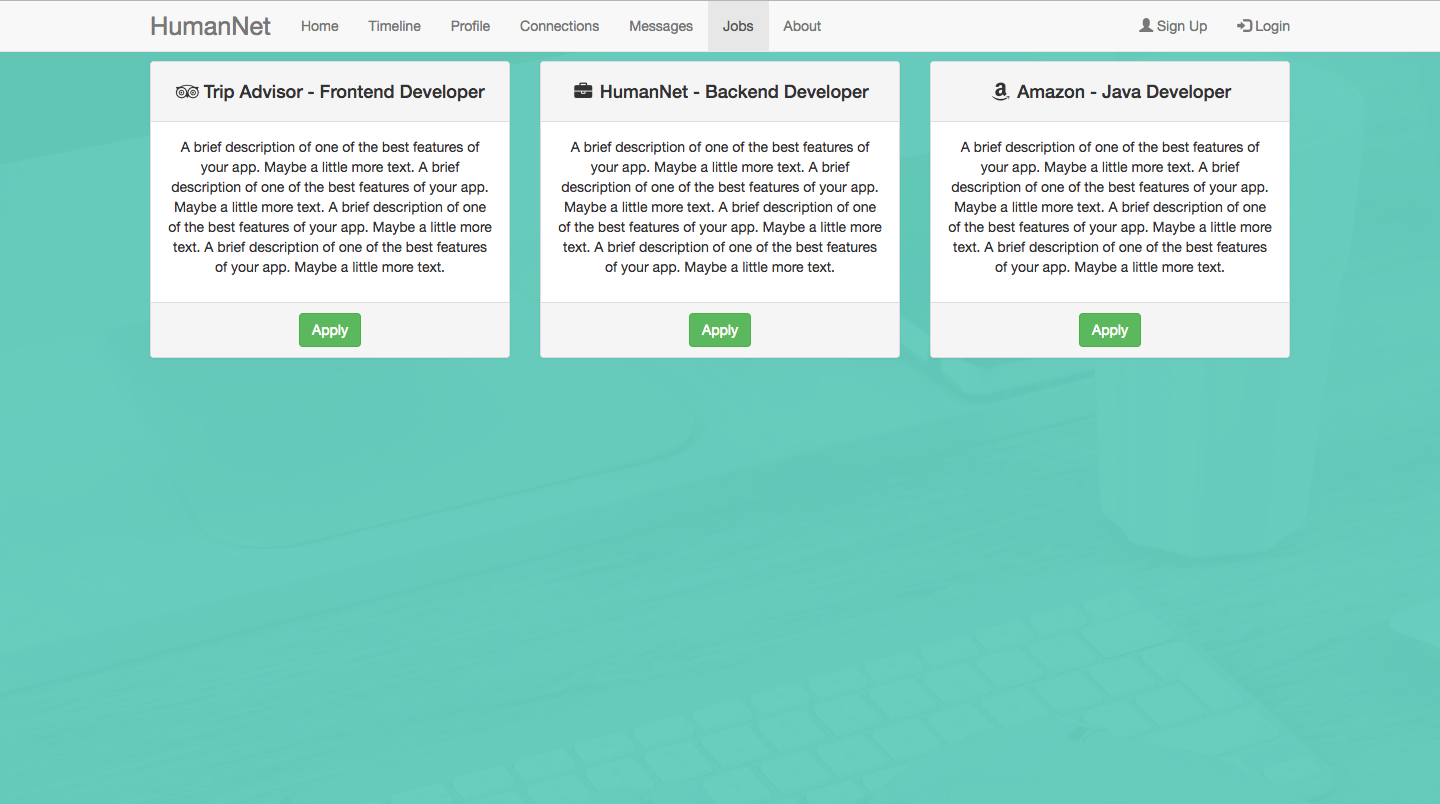 HumanNet Home Timeline Profile Connections Messages Jobs About Sign Up Login
Trip Advisor - Frontend Developer
A brief description of one of the best features of
your app. Maybe a little more text. A brief
description of one of the best features of your app.
Maybe a little more text. A brief description of one
of the best features of your app. Maybe a little more
text. A brief description of one of the best features
of your app. Maybe a little more text.
Apply
HumanNet - Backend Developer
A brief description of one of the best features of
your app. Maybe a little more text. A brief
description of one of the best features of your app.
Maybe a little more text. A brief description of one
of the best features of your app. Maybe a little more
text. A brief description of one of the best features
of your app. Maybe a little more text.
Apply
Amazon - Java Developer
A brief description of one of the best features of
your app. Maybe a little more text. A brief
description of one of the best features of your app.
Maybe a little more text. A brief description of one
of the best features of your app. Maybe a little more
text. A brief description of one of the best features
of your app. Maybe a little more text.
Apply